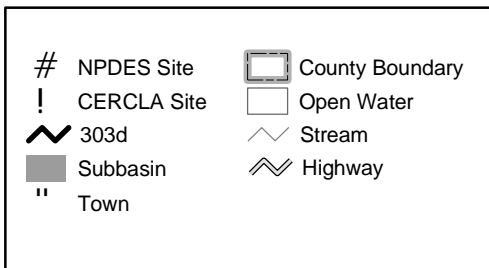 # NPDES Site
! CERCLA Site
303d
Subbasin
" Town
County Boundary
Open Water
Stream
Highway